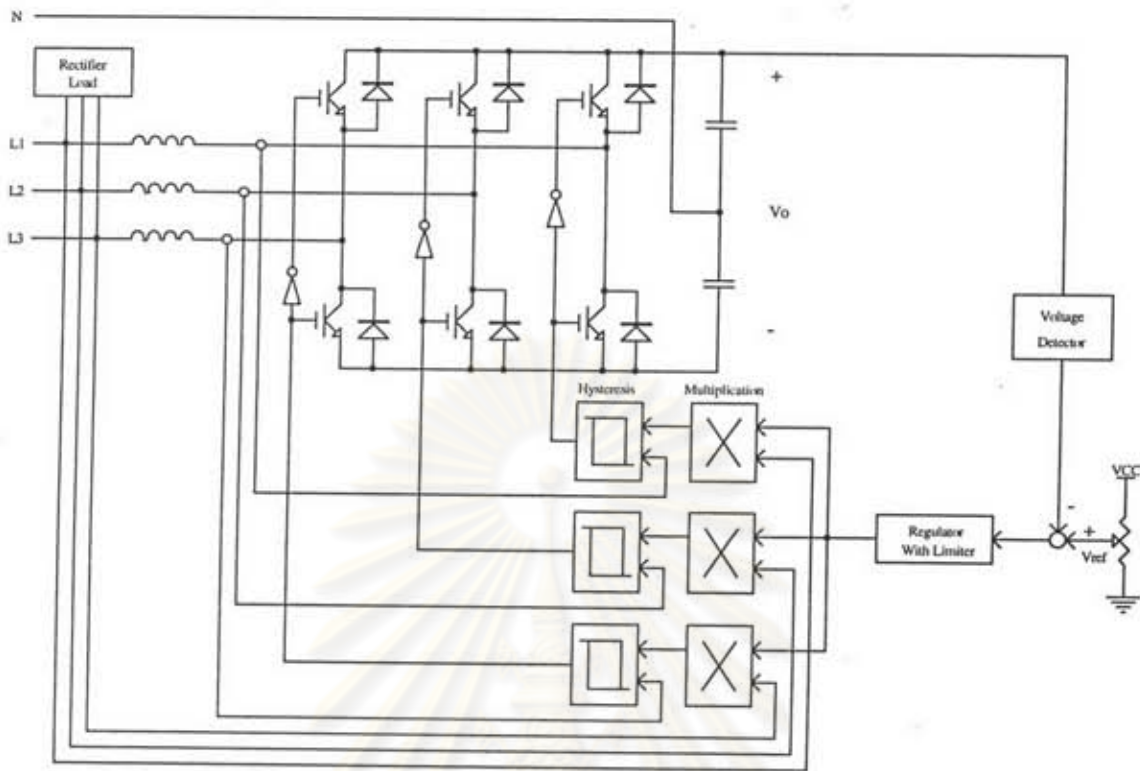 N
Rectifier
Load
L1
L2
L3
+
Vo
-
Voltage
Detector
Hysteresis
Multiplication
VCC
-
+
Vref
Regulator
With Limiter